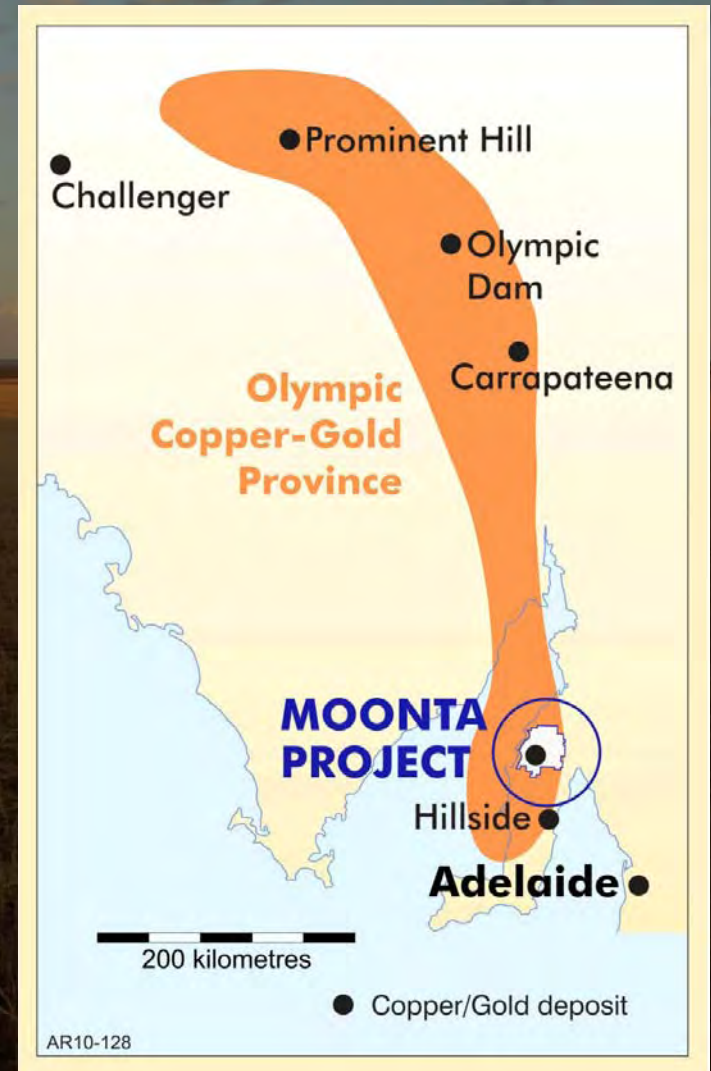 Prominent Hill
Challenger
Olympic
Dam
Carrapateena
Olympic
Copper-Gold
Province
MOONTA
PROJECT
Hillside
Adelaide
200 kilometres
Copper/Gold deposit
AR10-128